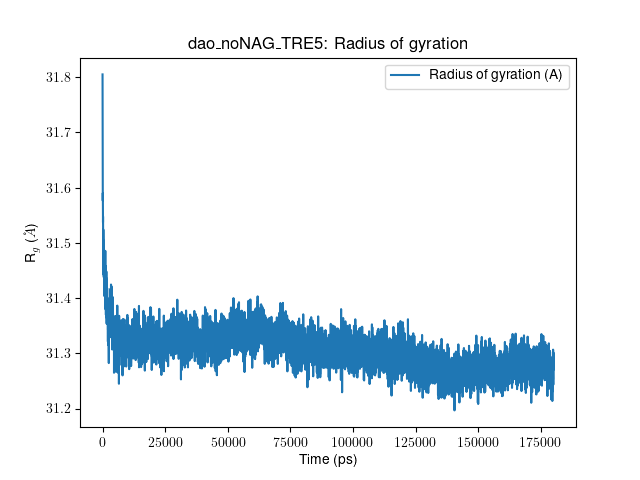 dao_noNAG_TRE5: Radius of gyration
Radius of gyration (A)
31.8
31.7
31.6
31.5
31.4
31.3
31.2
R_g (Å)
0 25000 50000 75000 100000 125000 150000 175000
Time (ps)